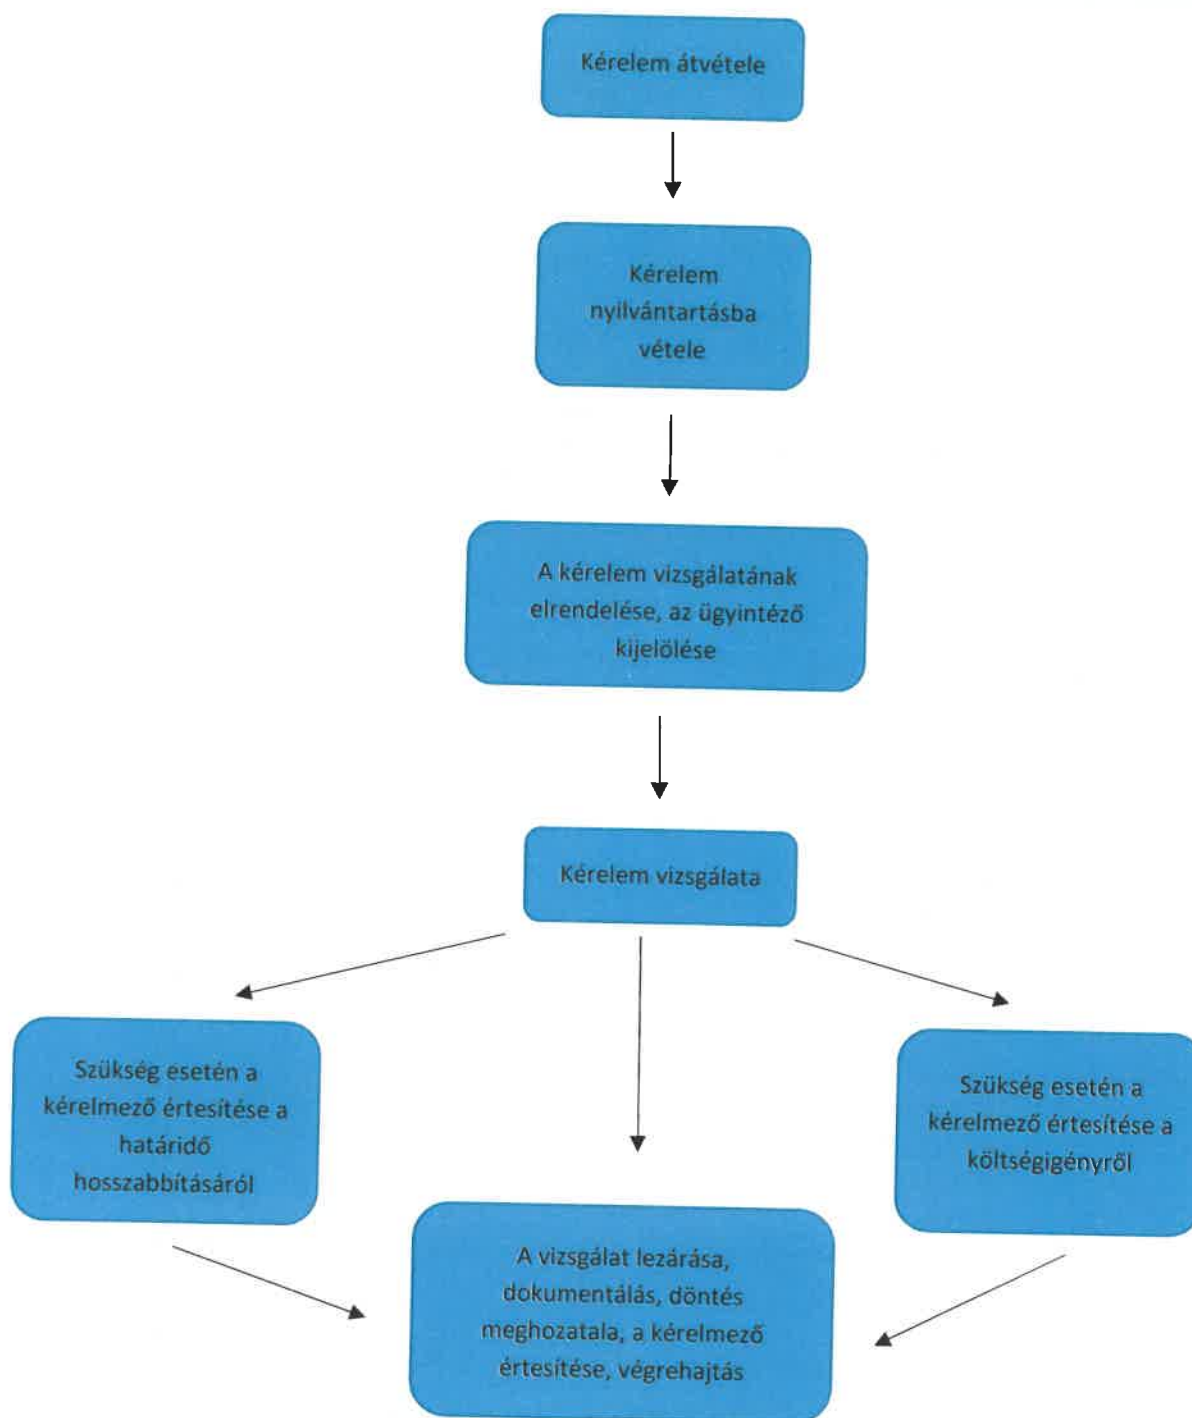 Kérelem átvétele
Kérelem
nyilvántartásba
vétele
A kérelem vizsgálatának
elrendelése, az ügyintéző
kijelölése
Kérelem vizsgálata
Szükség esetén a
kérelmező értesítése a
határidő
hosszabbításáról
Szükség esetén a
kérelmező értesítése a
költségigényről
A vizsgálat lezárása,
dokumentálás, döntés
meghozatala, a kérelmező
értesítése, végrehajtás